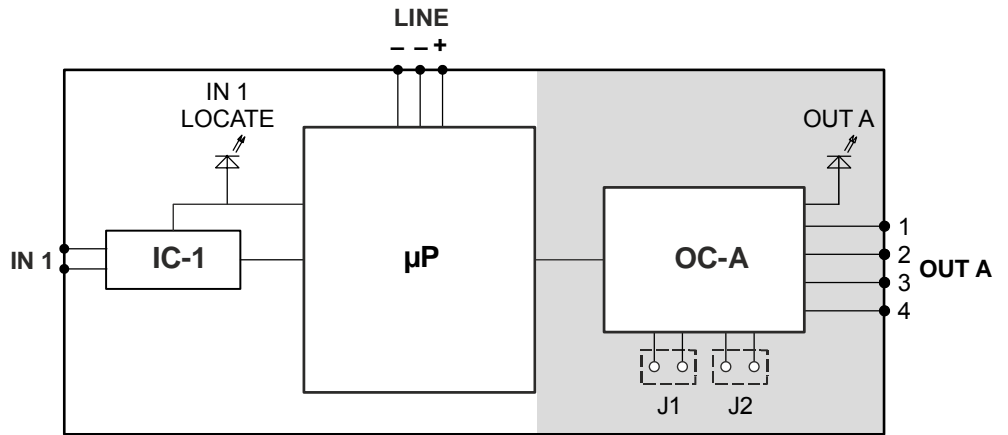 LINE
– – +
IN 1
LOCATE
OUT A
IN 1
IC-1
µP
OC-A
1
2
3
4
OUT A
J1
J2